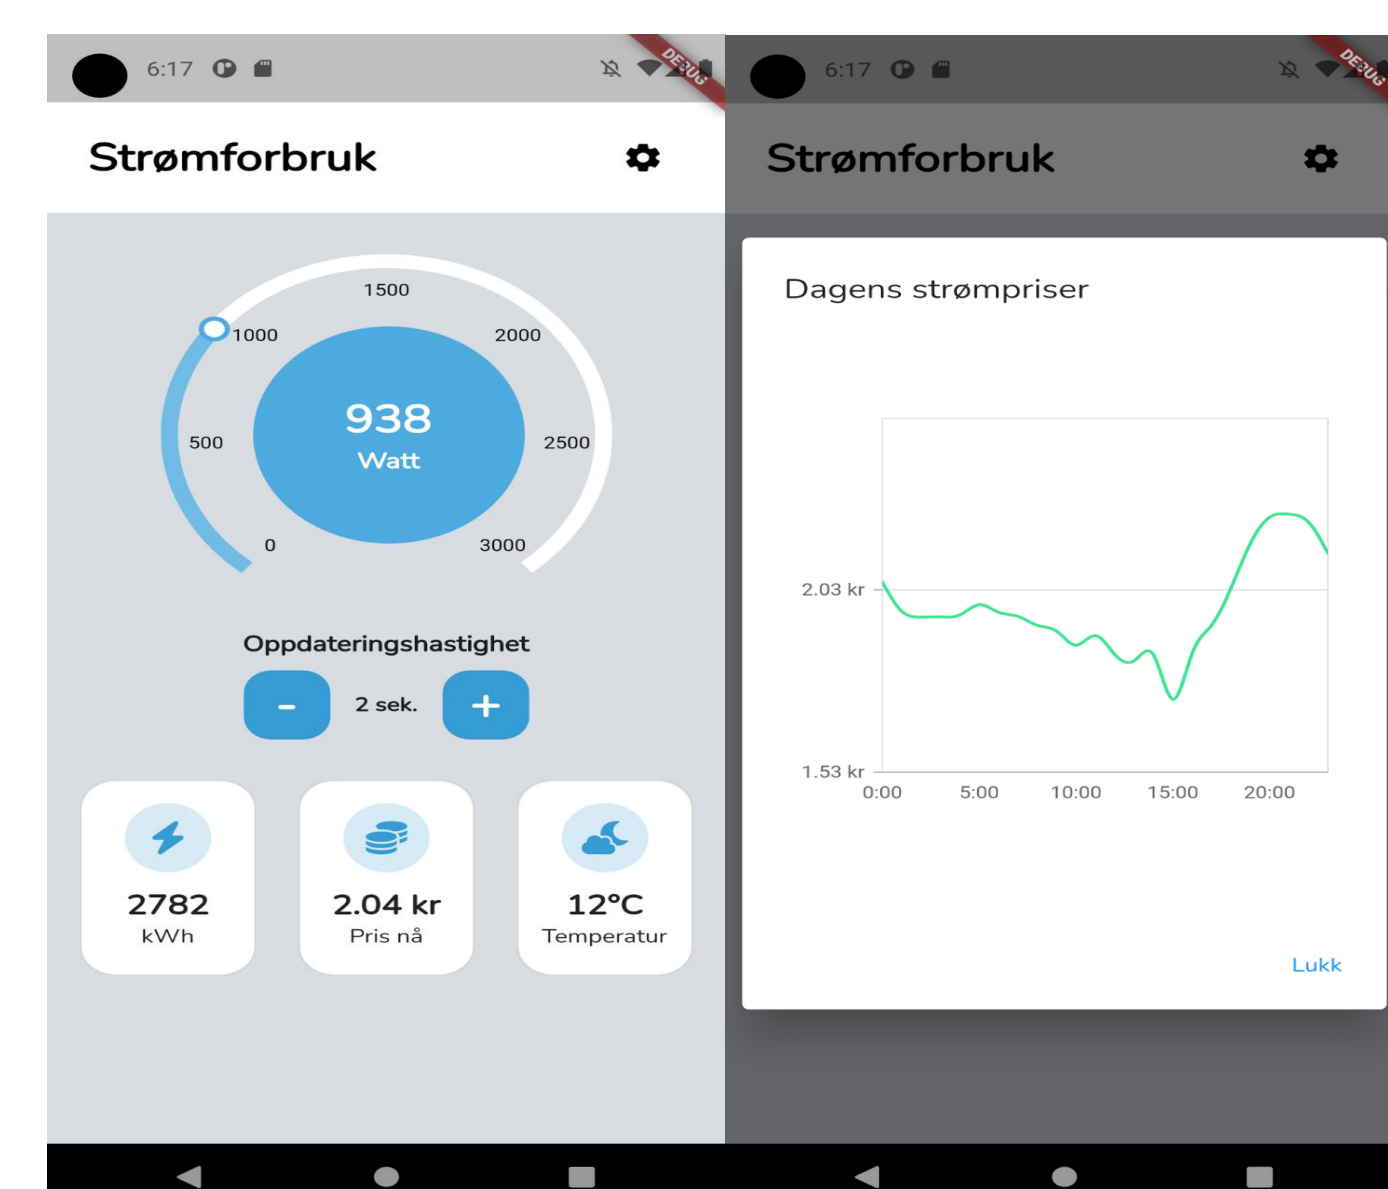 6:17
DEBUG
Strømforbruk
1500
1000
2000
500
2500
0
3000
938
Watt
Oppdateringshastighet
- 2 sek. +
2782
kWh
2.04 kr
Pris nå
12°C
Temperatur
6:17
DEBUG
Strømforbruk
Dagens strømpriser
2.03 kr
1.53 kr
0:00 5:00 10:00 15:00 20:00
Lukk